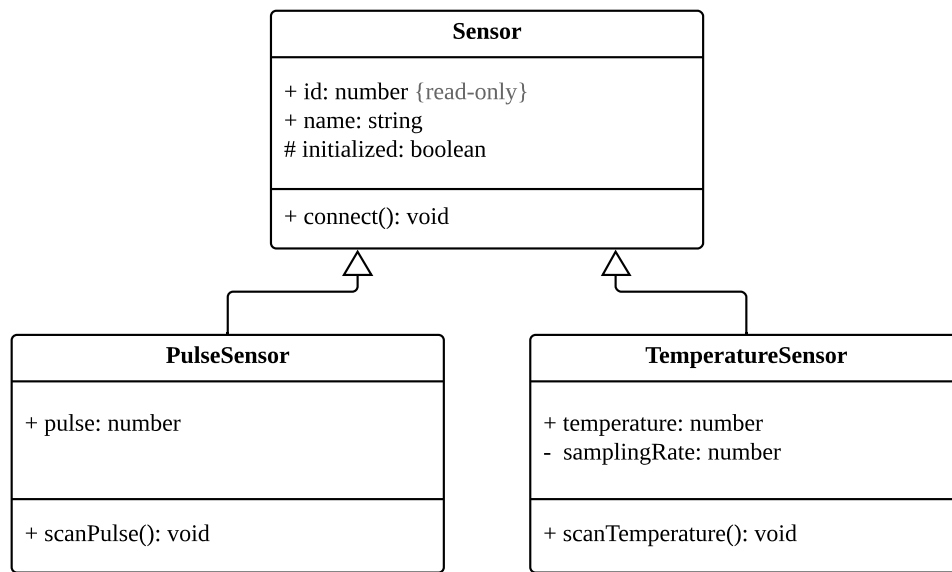 Sensor
+ id: number {read-only}
+ name: string
# initialized: boolean
+ connect(): void
PulseSensor
+ pulse: number
+ scanPulse(): void
TemperatureSensor
+ temperature: number
- samplingRate: number
+ scanTemperature(): void